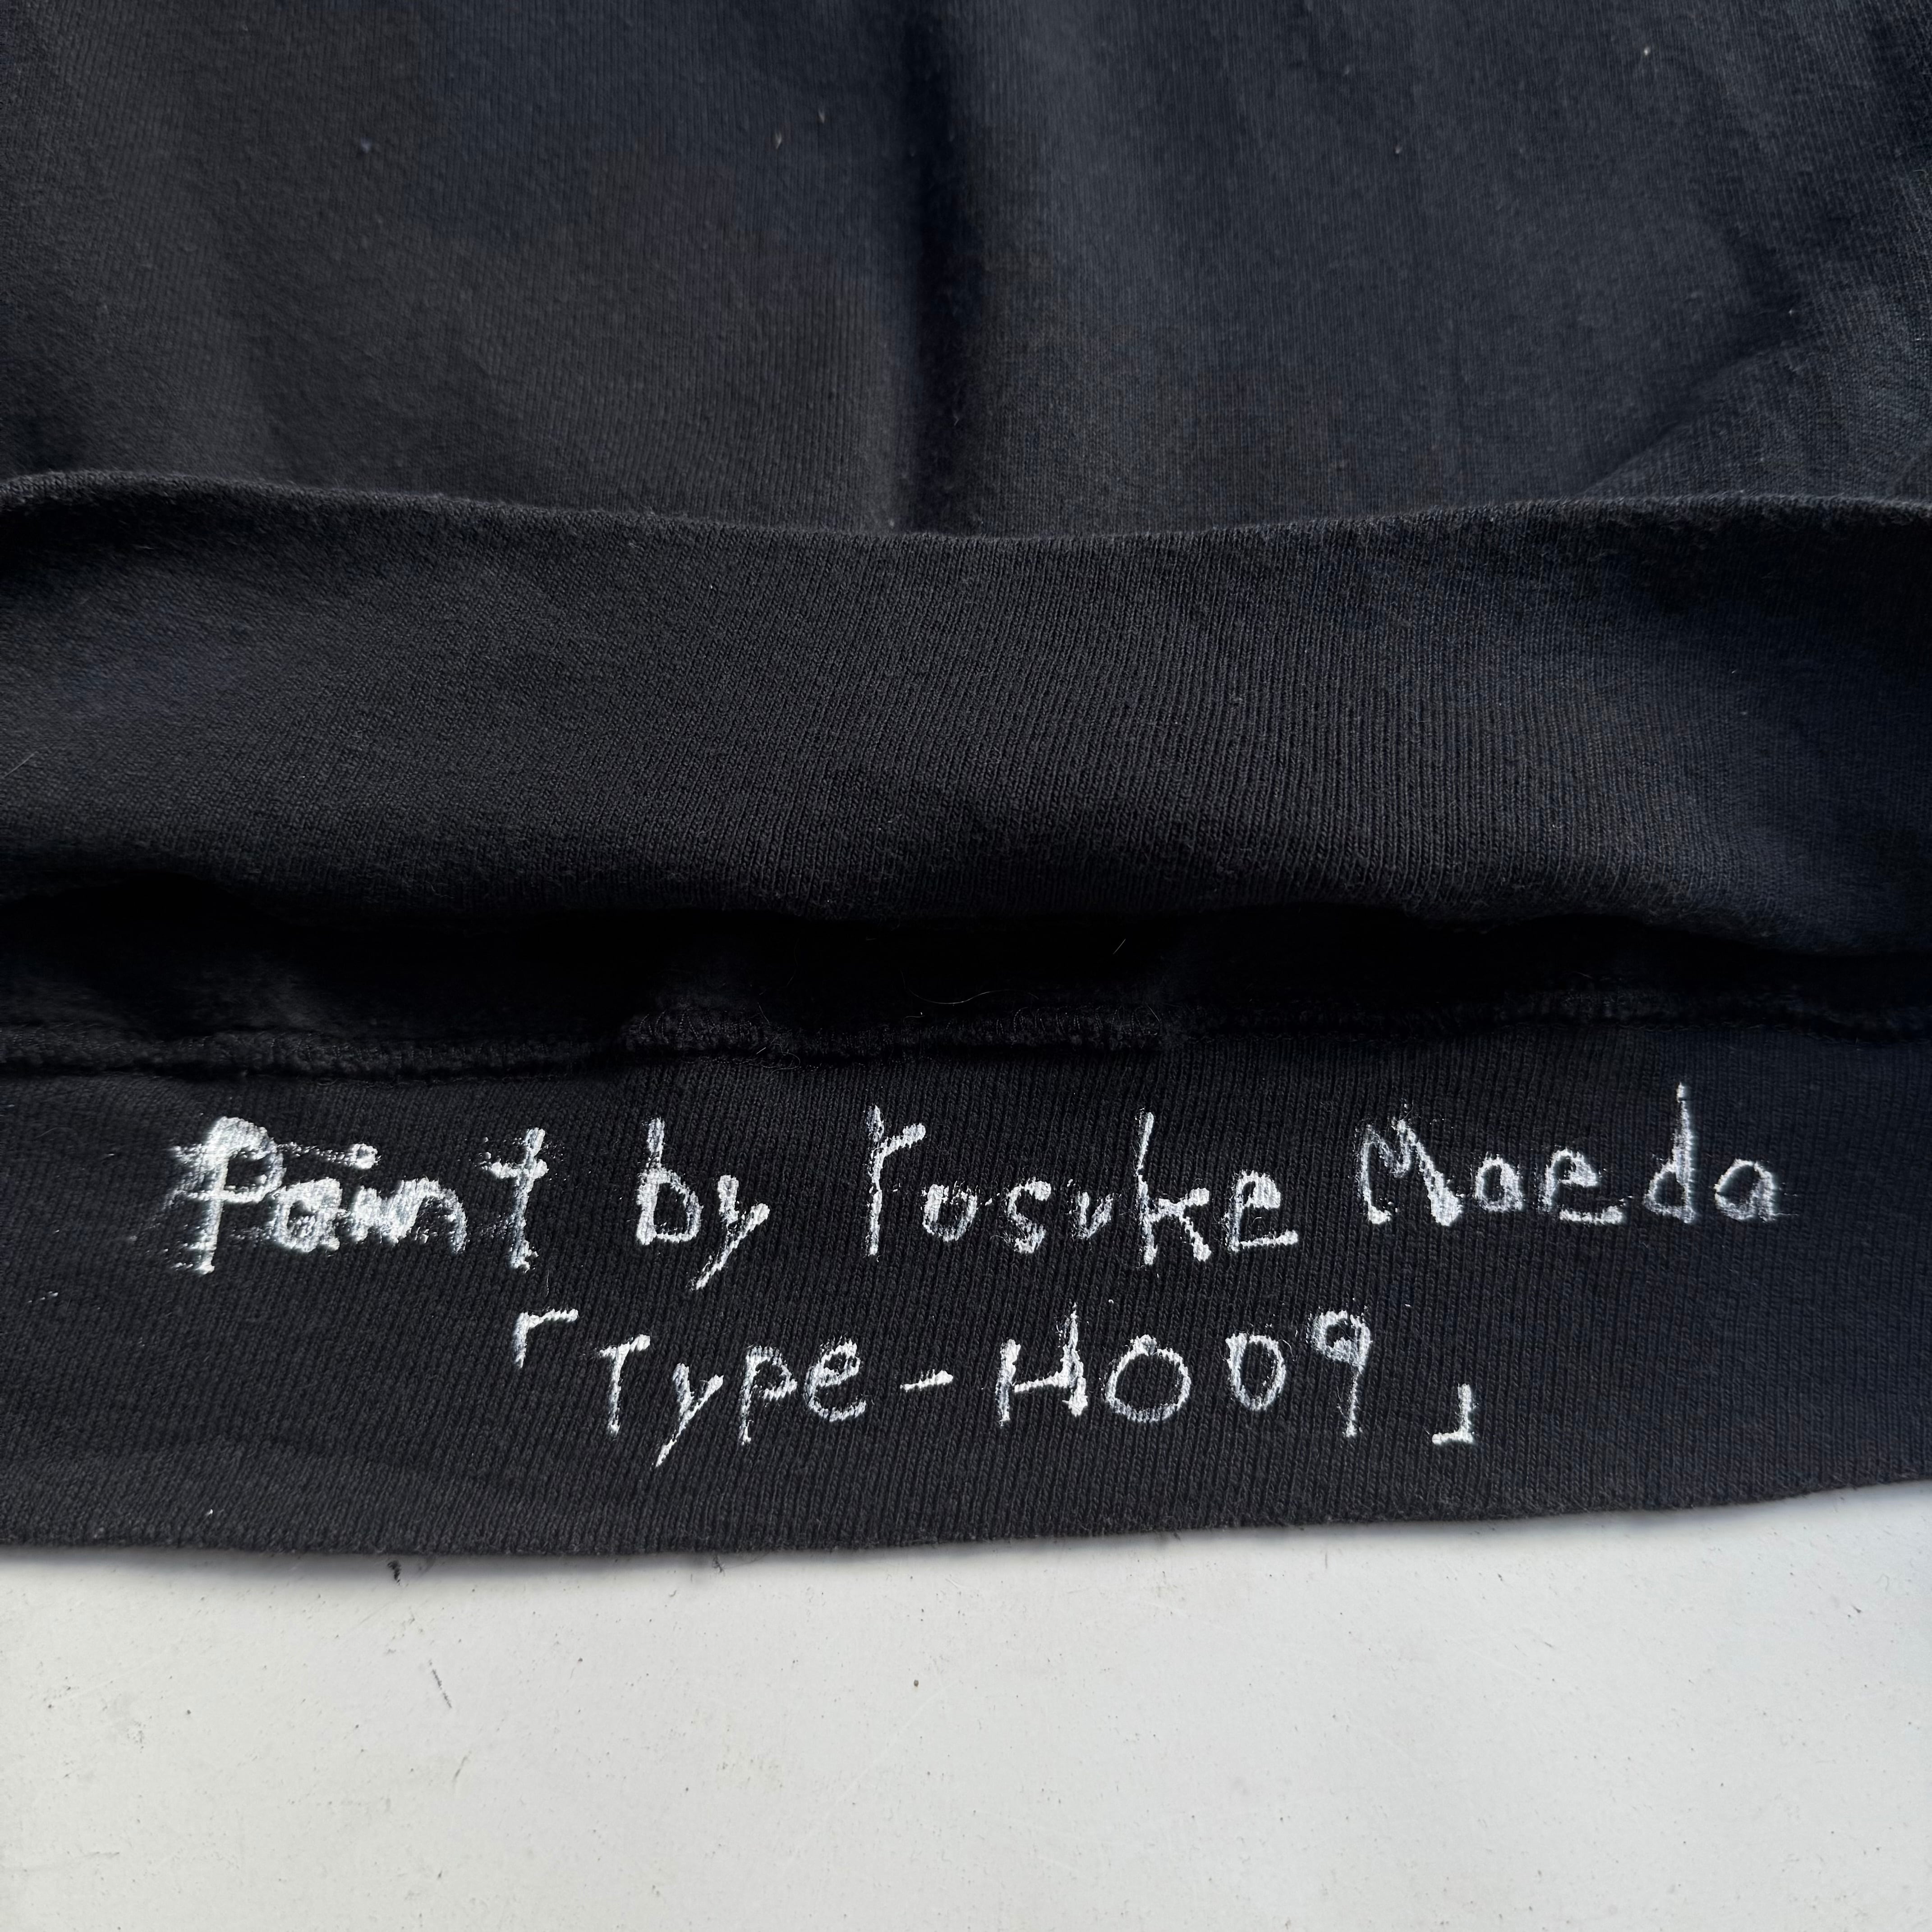 Paint by Yosuke Maeda
「Type-H009」